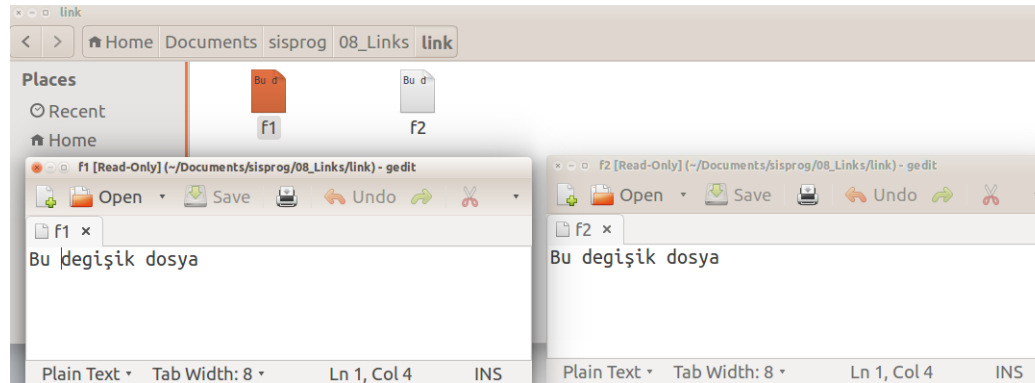 link
Home Documents sisprog 08_Links link
Places
Recent
Home
Bu d
f1
Bu d
f2
f1 [Read-Only] (~/Documents/sisprog/08_Links/link) - gedit
Open Save Undo
f1 ×
Bu degişik dosya
Plain Text Tab Width: 8 Ln 1, Col 4 INS
f2 [Read-Only] (~/Documents/sisprog/08_Links/link) - gedit
Open Save Undo
f2 ×
Bu degişik dosya
Plain Text Tab Width: 8 Ln 1, Col 4 INS